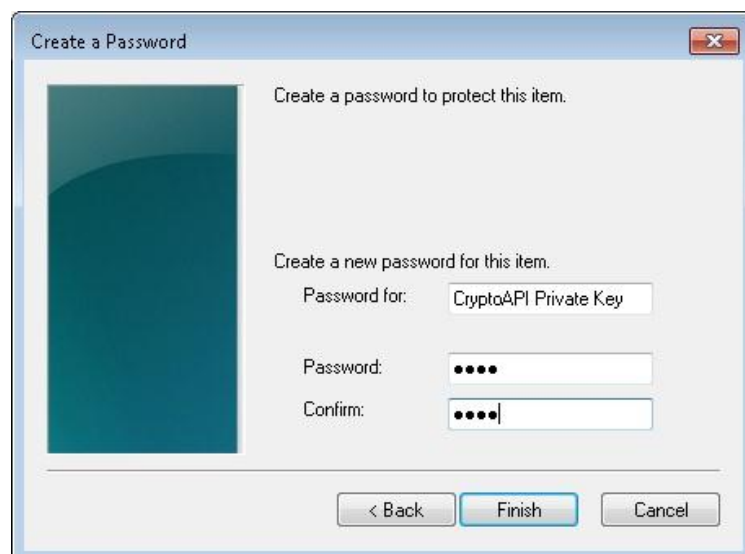 Create a Password
Create a password to protect this item.
Create a new password for this item.
Password for: CryptoAPI Private Key
Password: ●●●●
Confirm: ●●●●
< Back Finish Cancel